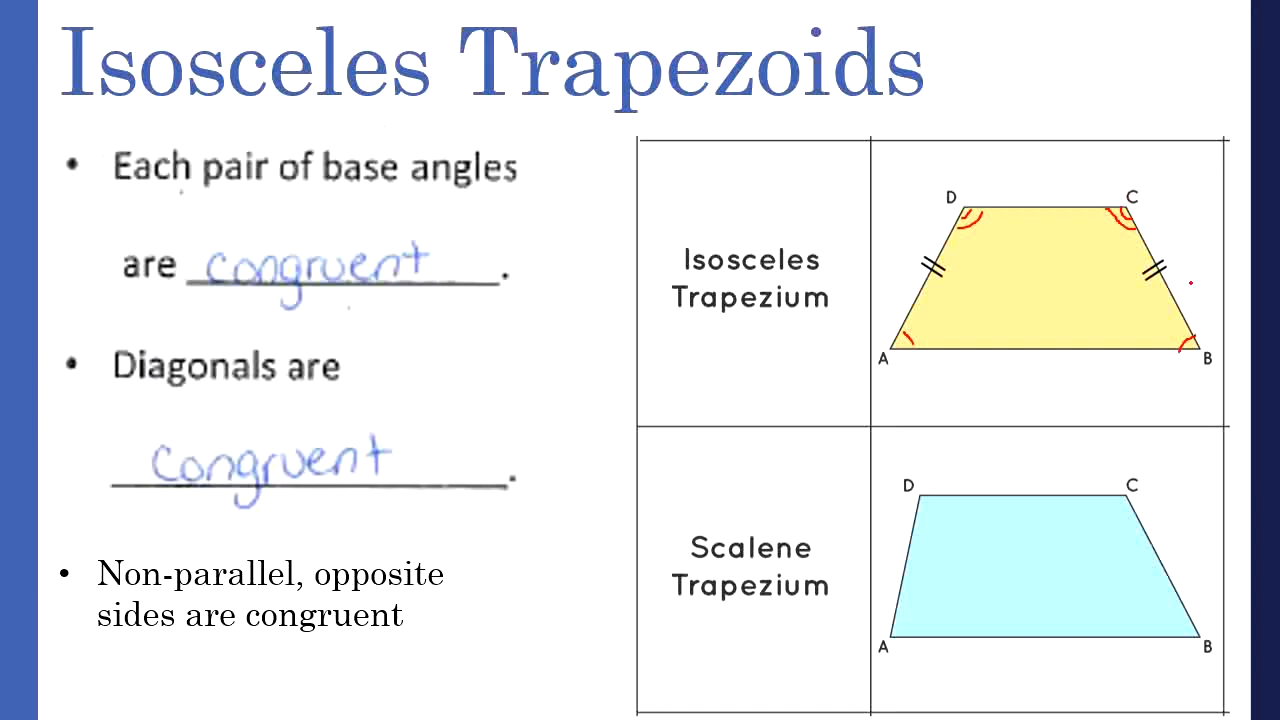 Isosceles Trapezoids
• Each pair of base angles
are congruent.
• Diagonals are
congruent.
• Non-parallel, opposite
sides are congruent
Isosceles
Trapezium
D
C
A
B
Scalene
Trapezium
D
C
A
B